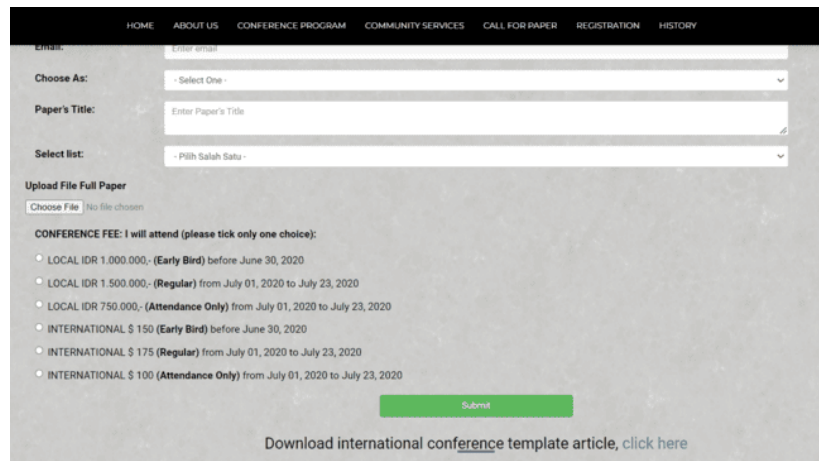 HOME ABOUT US CONFERENCE PROGRAM COMMUNITY SERVICES CALL FOR PAPER REGISTRATION HISTORY
Email: Enter email
Choose As: - Select One -
Paper's Title: Enter Paper's Title
Select list: - Pilih Salah Satu -
Upload File Full Paper
Choose File No file chosen
CONFERENCE FEE: I will attend (please tick only one choice):
LOCAL IDR 1.000.000,- (Early Bird) before June 30, 2020
LOCAL IDR 1.500.000,- (Regular) from July 01, 2020 to July 23, 2020
LOCAL IDR 750.000,- (Attendance Only) from July 01, 2020 to July 23, 2020
INTERNATIONAL $ 150 (Early Bird) before June 30, 2020
INTERNATIONAL $ 175 (Regular) from July 01, 2020 to July 23, 2020
INTERNATIONAL $ 100 (Attendance Only) from July 01, 2020 to July 23, 2020
Submit
Download international conference template article, click here